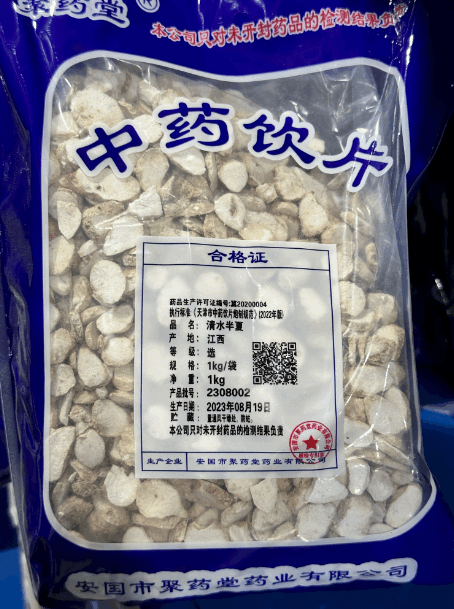 聚药堂®
本公司只对未开封药品的检测结果负
中药饮片
合格证
药品生产许可证编号:冀20200004
执行标准:《天津市中药饮片炮制规范》(2022年版)
品 名: 清水半夏
产 地: 江西
等 级: 选
规 格: 1kg/袋
净 重: 1kg
产品批号: 2308002
生产日期: 2023年08月19日
贮 藏: 置通风干燥处, 防蛀.
本公司只对未开封药品的检测结果负责
生产企业 安国市聚药堂药业有限公司
安国市聚药堂药业有限公司